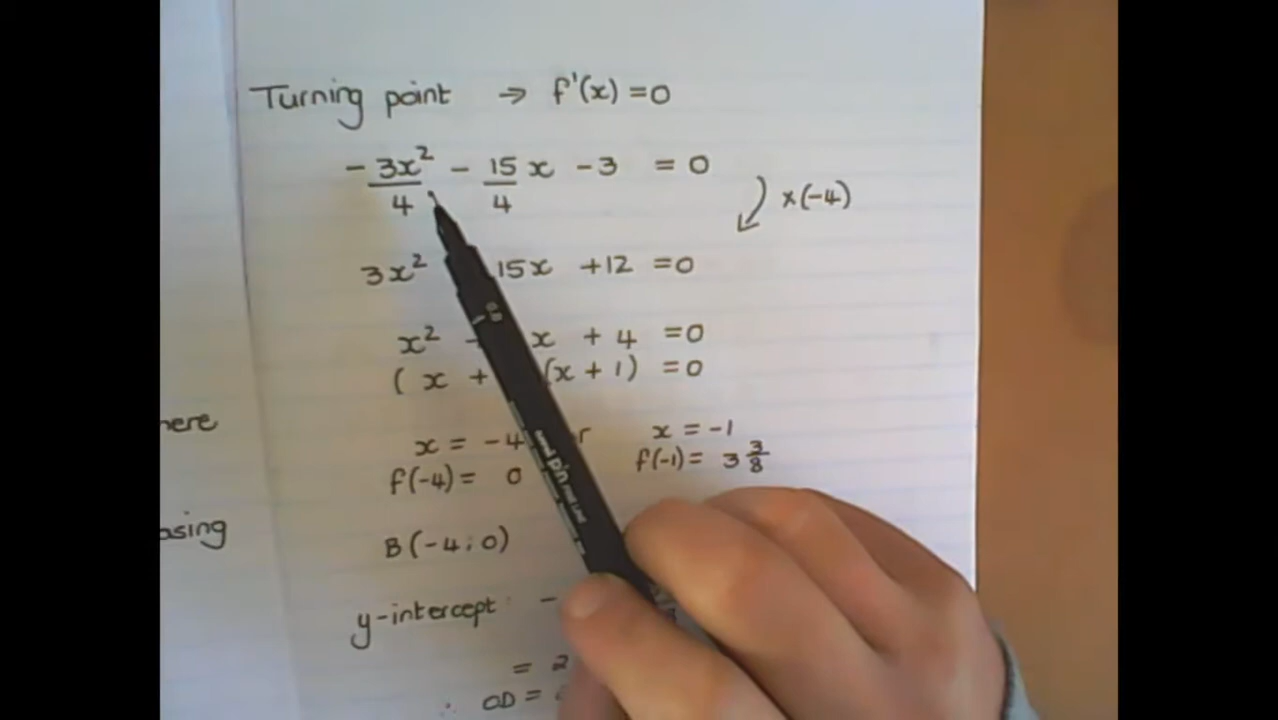 Turning point → f'(x) = 0
- 3x²/4 - 15/4 x - 3 = 0
× (-4)
3x² 15x + 12 = 0
x² x + 4 = 0
( x + (x + 1) = 0
x = -4 r x = -1
f(-4) = 0 f(-1) = 3 3/8
here
asing
B (-4 ; 0)
y-intercept : -
= 2
∴ OD =